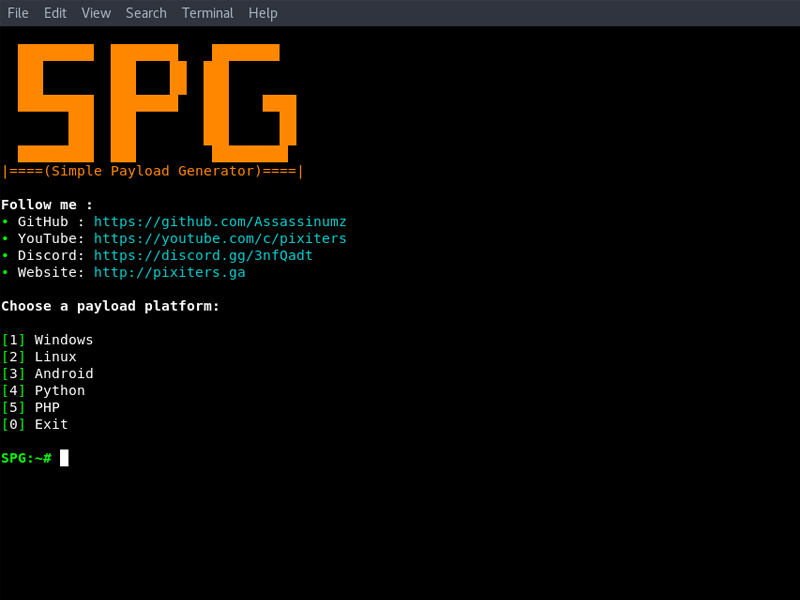 File Edit View Search Terminal Help
SPG
|====(Simple Payload Generator)====|
Follow me :
• GitHub : https://github.com/Assassinumz
• YouTube: https://youtube.com/c/pixiters
• Discord: https://discord.gg/3nfQadt
• Website: http://pixiters.ga
Choose a payload platform:
[1] Windows
[2] Linux
[3] Android
[4] Python
[5] PHP
[0] Exit
SPG:~#